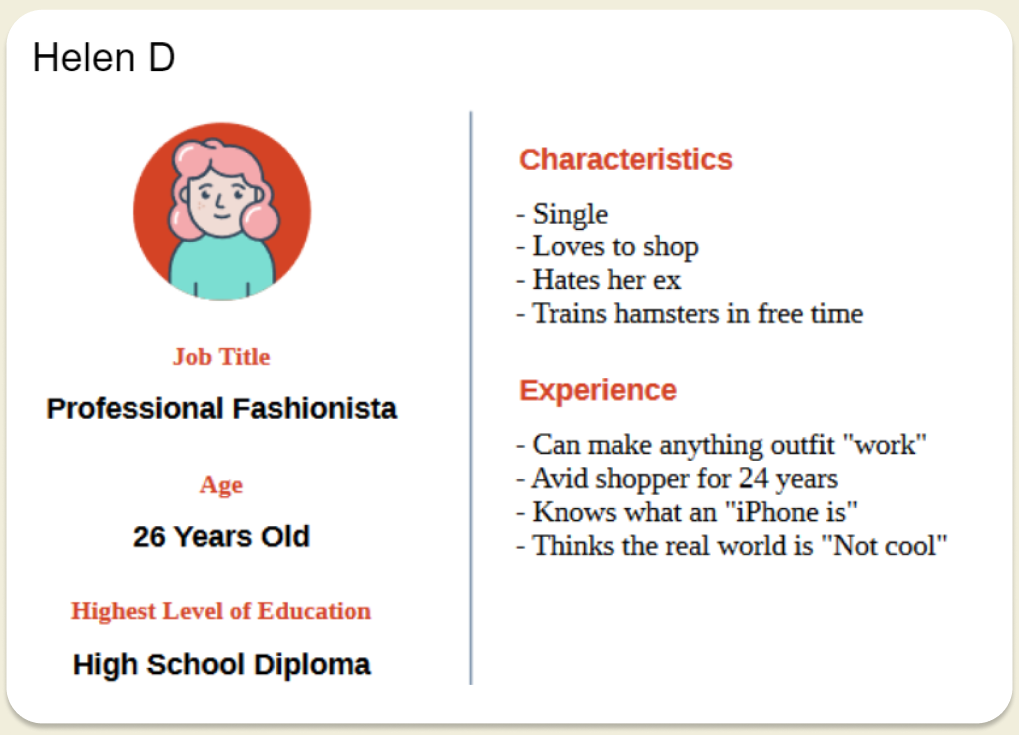 Helen D
Job Title
Professional Fashionista
Age
26 Years Old
Highest Level of Education
High School Diploma
Characteristics
- Single
- Loves to shop
- Hates her ex
- Trains hamsters in free time
Experience
- Can make anything outfit "work"
- Avid shopper for 24 years
- Knows what an "iPhone is"
- Thinks the real world is "Not cool"